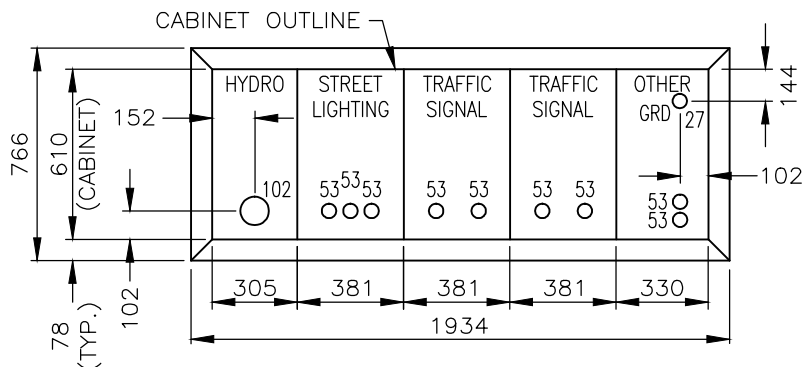 CABINET OUTLINE
HYDRO
STREET
LIGHTING
TRAFFIC
SIGNAL
TRAFFIC
SIGNAL
OTHER
GRD
27
144
152
766
610
(CABINET)
102
102
53 53 53
53 53
53 53
53
53
102
78
(TYP.)
305 381 381 381 330
1934